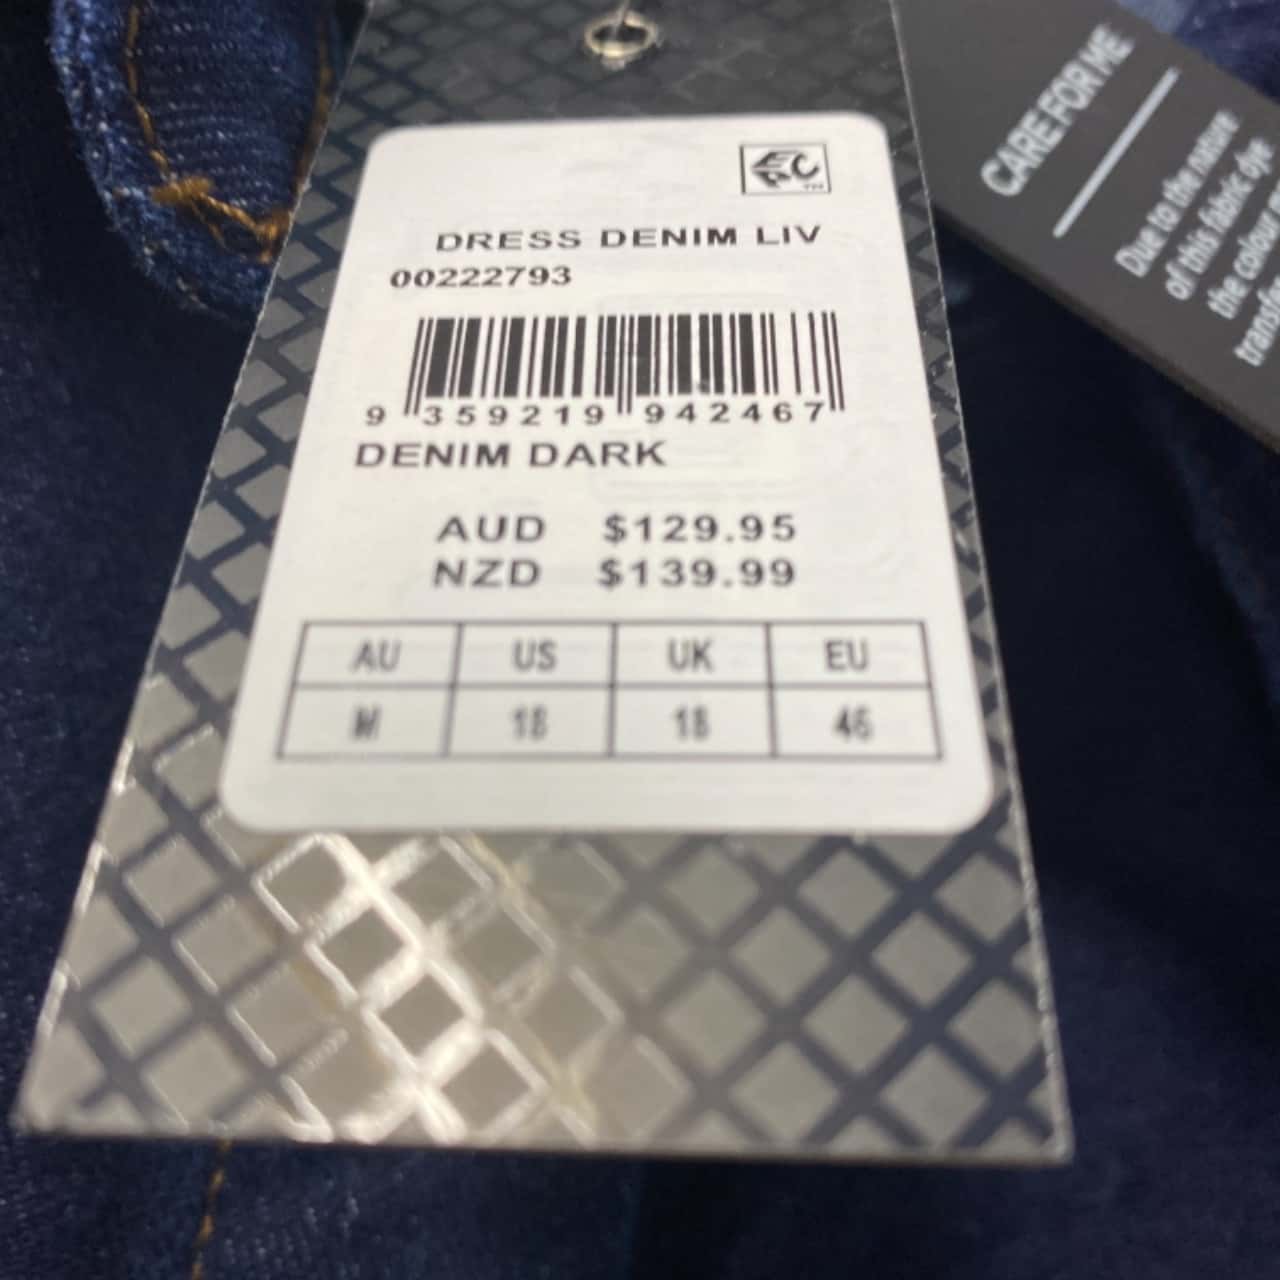 DRESS DENIM LIV
00222793
9 359219 942467
DENIM DARK
AUD $129.95
NZD $139.99
AU US UK EU
M 18 18 46
CARE FOR ME
Due to the nature
of this fabric dye
the colour